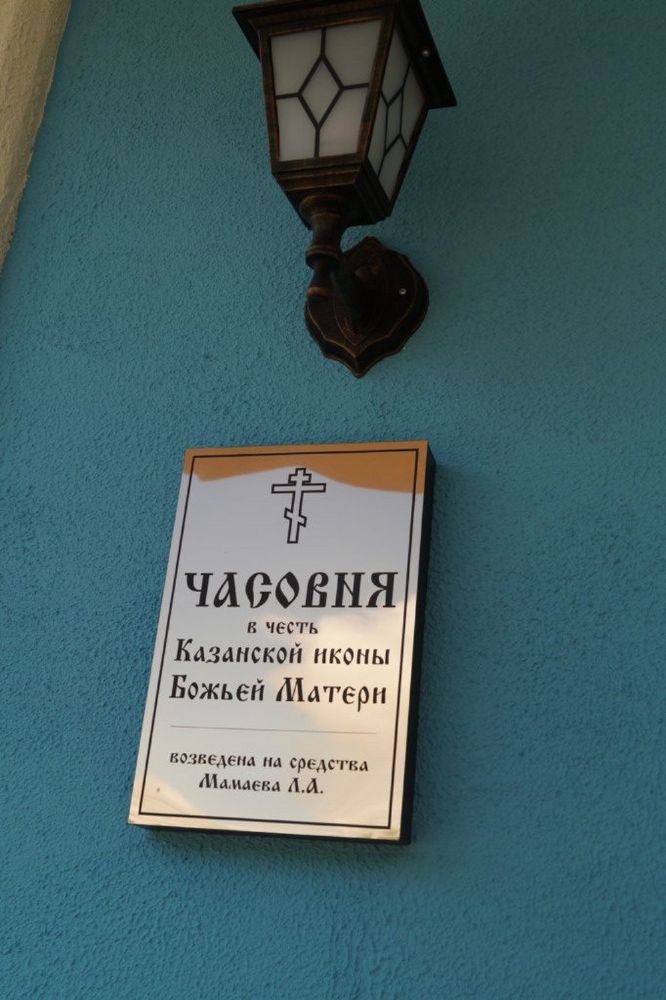 ЧАСОВНЯ
в честь
Казанской иконы
Божьей Матери
возведена на средства
Мамаева Л.А.